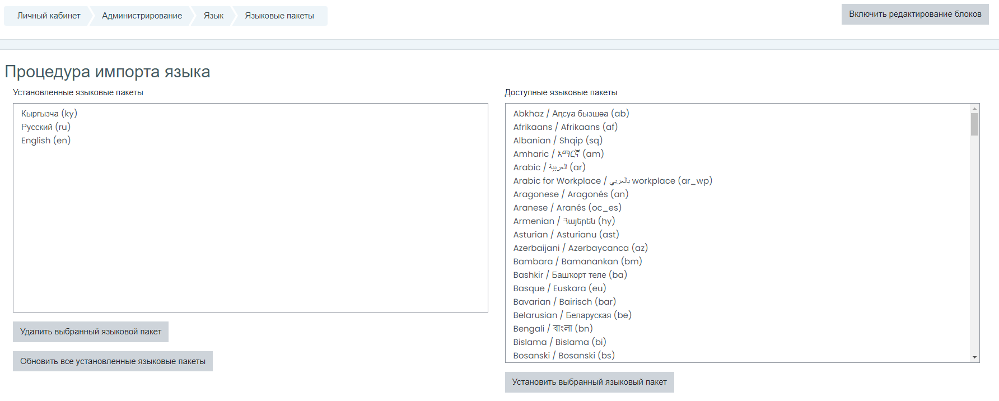 Личный кабинет
Администрирование
Язык
Языковые пакеты
Включить редактирование блоков
Процедура импорта языка
Установленные языковые пакеты
Кыргызча (ky)
Русский (ru)
English (en)
Удалить выбранный языковой пакет
Обновить все установленные языковые пакеты
Доступные языковые пакеты
Abkhaz / Аԥсуа бызшәа (ab)
Afrikaans / Afrikaans (af)
Albanian / Shqip (sq)
Amharic / አማርኛ (am)
Arabic / العربية (ar)
Arabic for Workplace / بالعربي workplace (ar_wp)
Aragonese / Aragonés (an)
Aranese / Aranés (oc_es)
Armenian / Հայերեն (hy)
Asturian / Asturianu (ast)
Azerbaijani / Azərbaycanca (az)
Bambara / Bamanankan (bm)
Bashkir / Башҡорт теле (ba)
Basque / Euskara (eu)
Bavarian / Bairisch (bar)
Belarusian / Беларуская (be)
Bengali / বাংলা (bn)
Bislama / Bislama (bi)
Bosanski / Bosanski (bs)
Установить выбранный языковый пакет